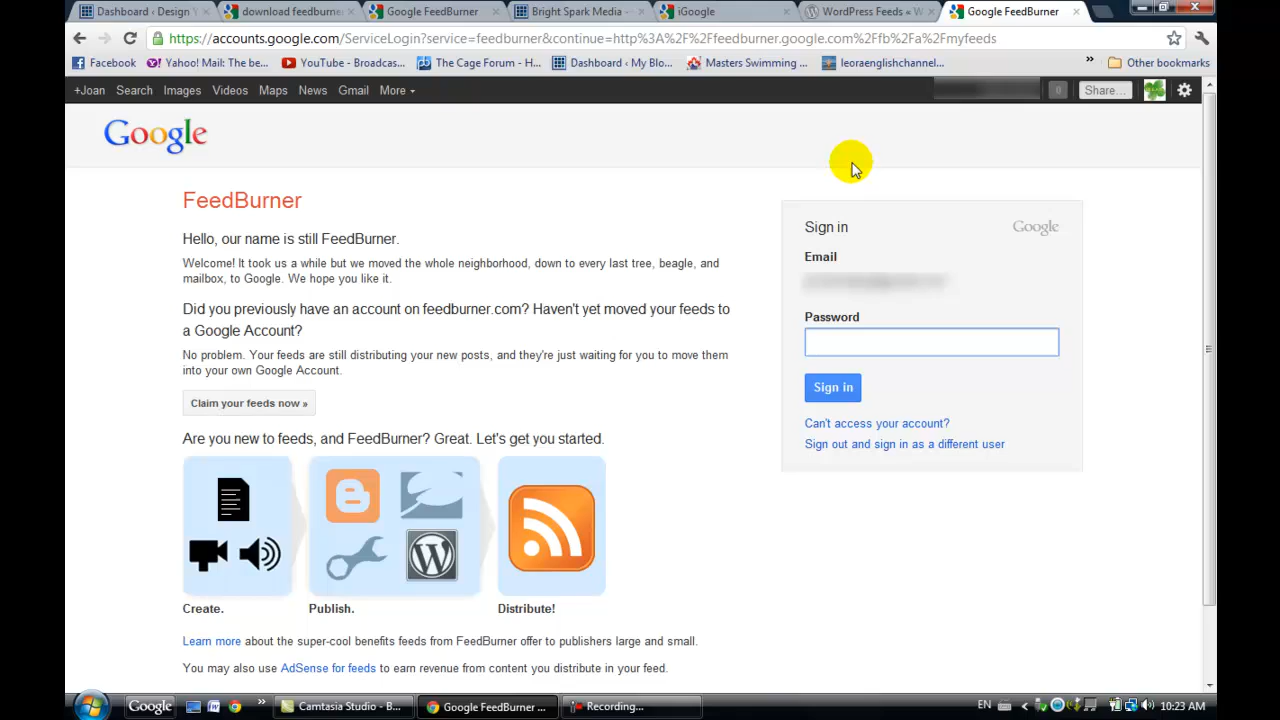 Dashboard ‹ Design Y
download feedburne
Google FeedBurner
Bright Spark Media
iGoogle
WordPress Feeds « W
Google FeedBurner
https://accounts.google.com/ServiceLogin?service=feedburner&continue=http%3A%2F%2Ffeedburner.google.com%2Ffb%2Fa%2Fmyfeeds
Facebook
Yahoo! Mail: The be...
YouTube - Broadcas...
The Cage Forum - H...
Dashboard ‹ My Blo...
Masters Swimming ...
leoraenglishchannel...
»
Other bookmarks
+Joan Search Images Videos Maps News Gmail More
0
Share...
Google
FeedBurner
Hello, our name is still FeedBurner.
Welcome! It took us a while but we moved the whole neighborhood, down to every last tree, beagle, and
mailbox, to Google. We hope you like it.
Did you previously have an account on feedburner.com? Haven't yet moved your feeds to
a Google Account?
No problem. Your feeds are still distributing your new posts, and they're just waiting for you to move them
into your own Google Account.
Claim your feeds now »
Are you new to feeds, and FeedBurner? Great. Let's get you started.
Create.
Publish.
Distribute!
Learn more about the super-cool benefits feeds from FeedBurner offer to publishers large and small.
You may also use AdSense for feeds to earn revenue from content you distribute in your feed.
Sign in
Google
Email
Password
Sign in
Can't access your account?
Sign out and sign in as a different user
Google
»
Camtasia Studio - B...
Google FeedBurner ...
Recording...
EN
10:23 AM